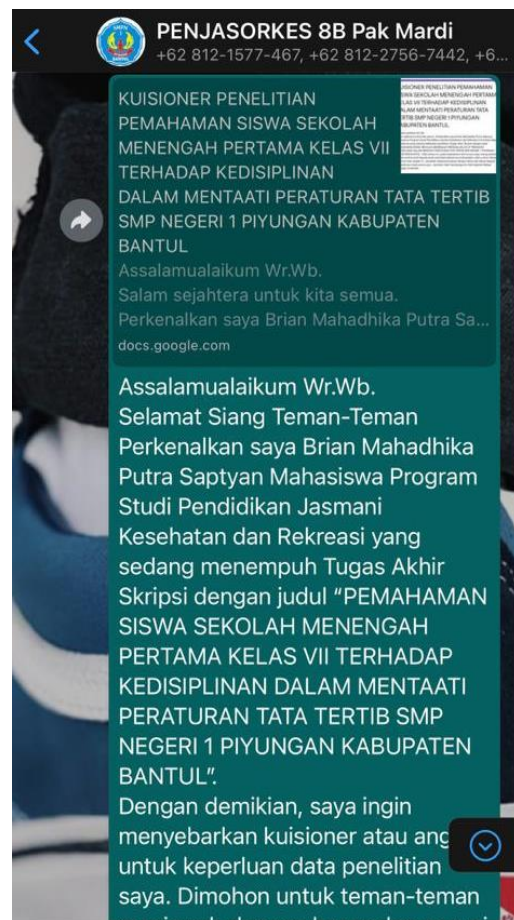 PENJASORKES 8B Pak Mardi
+62 812-1577-467, +62 812-2756-7442, +6...
KUISIONER PENELITIAN
PEMAHAMAN SISWA SEKOLAH
MENENGAH PERTAMA KELAS VII
TERHADAP KEDISIPLINAN
DALAM MENTAATI PERATURAN TATA TERTIB
SMP NEGERI 1 PIYUNGAN KABUPATEN
BANTUL
Assalamualaikum Wr.Wb.
Salam sejahtera untuk kita semua.
Perkenalkan saya Brian Mahadhika Putra Sa...
docs.google.com
Assalamualaikum Wr.Wb.
Selamat Siang Teman-Teman
Perkenalkan saya Brian Mahadhika
Putra Saptyan Mahasiswa Program
Studi Pendidikan Jasmani
Kesehatan dan Rekreasi yang
sedang menempuh Tugas Akhir
Skripsi dengan judul “PEMAHAMAN
SISWA SEKOLAH MENENGAH
PERTAMA KELAS VII TERHADAP
KEDISIPLINAN DALAM MENTAATI
PERATURAN TATA TERTIB SMP
NEGERI 1 PIYUNGAN KABUPATEN
BANTUL”.
Dengan demikian, saya ingin
menyebarkan kuisioner atau ang
untuk keperluan data penelitian
saya. Dimohon untuk teman-teman